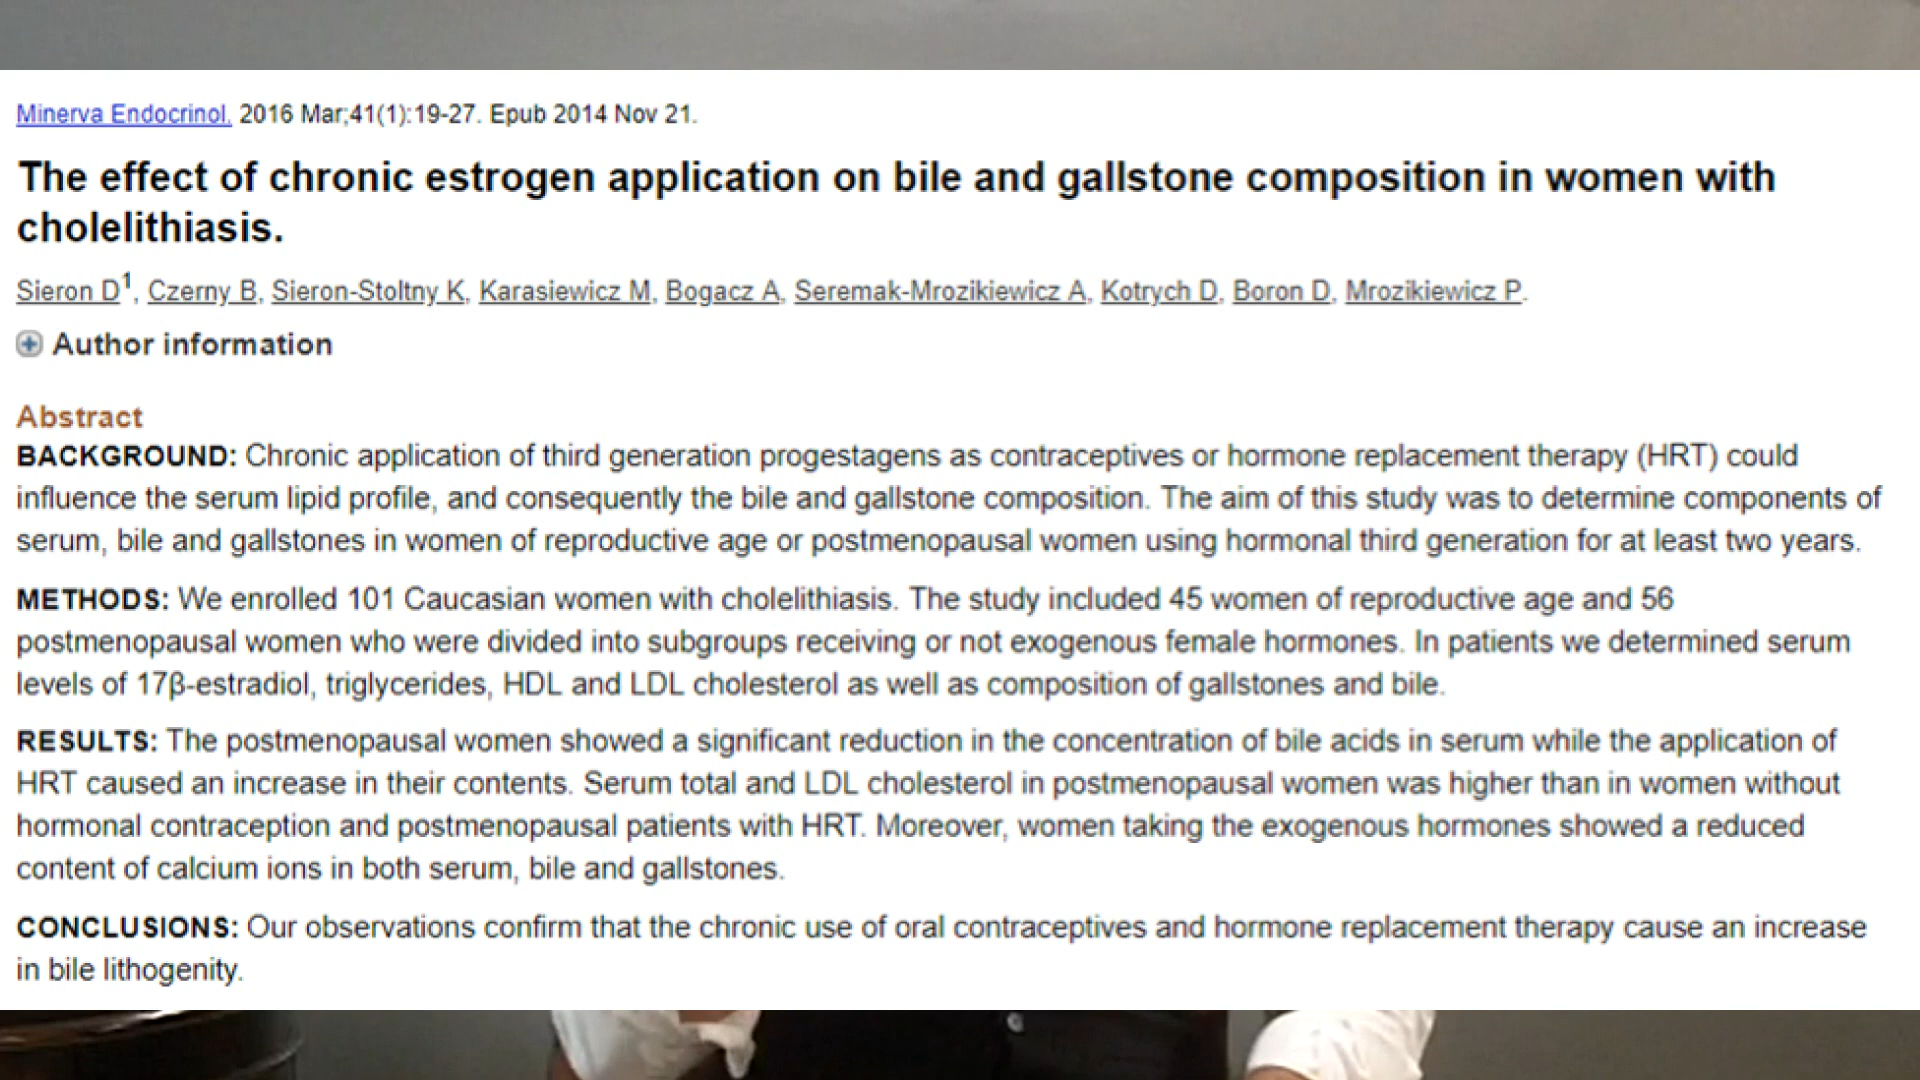 Minerva Endocrinol. 2016 Mar;41(1):19-27. Epub 2014 Nov 21.
The effect of chronic estrogen application on bile and gallstone composition in women with
cholelithiasis.
Sieron D1, Czerny B, Sieron-Stoltny K, Karasiewicz M, Bogacz A, Seremak-Mrozikiewicz A, Kotrych D, Boron D, Mrozikiewicz P.
Author information
Abstract
BACKGROUND: Chronic application of third generation progestagens as contraceptives or hormone replacement therapy (HRT) could
influence the serum lipid profile, and consequently the bile and gallstone composition. The aim of this study was to determine components of
serum, bile and gallstones in women of reproductive age or postmenopausal women using hormonal third generation for at least two years.
METHODS: We enrolled 101 Caucasian women with cholelithiasis. The study included 45 women of reproductive age and 56
postmenopausal women who were divided into subgroups receiving or not exogenous female hormones. In patients we determined serum
levels of 17β-estradiol, triglycerides, HDL and LDL cholesterol as well as composition of gallstones and bile.
RESULTS: The postmenopausal women showed a significant reduction in the concentration of bile acids in serum while the application of
HRT caused an increase in their contents. Serum total and LDL cholesterol in postmenopausal women was higher than in women without
hormonal contraception and postmenopausal patients with HRT. Moreover, women taking the exogenous hormones showed a reduced
content of calcium ions in both serum, bile and gallstones.
CONCLUSIONS: Our observations confirm that the chronic use of oral contraceptives and hormone replacement therapy cause an increase
in bile lithogenity.